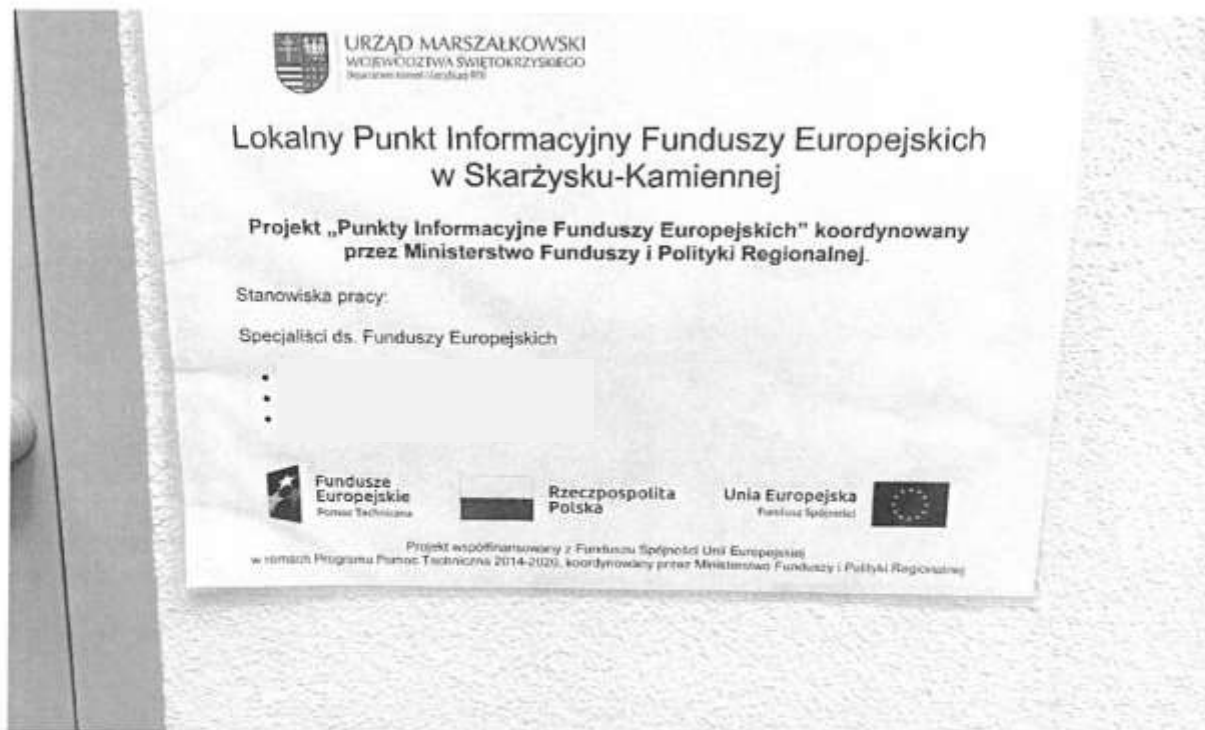 URZĄD MARSZAŁKOWSKI
WOJEWÓDZTWA ŚWIĘTOKRZYSKIEGO
Lokalny Punkt Informacyjny Funduszy Europejskich
w Skarżysku-Kamiennej
Projekt „Punkty Informacyjne Funduszy Europejskich” koordynowany
przez Ministerstwo Funduszy i Polityki Regionalnej.
Stanowiska pracy:
Specjaliści ds. Funduszy Europejskich
Fundusze
Europejskie
Pomoc Techniczna
Rzeczpospolita
Polska
Unia Europejska
Fundusz Spójności
Projekt współfinansowany z Funduszu Spójności Unii Europejskiej
w ramach Programu Pomoc Techniczna 2014-2020, koordynowany przez Ministerstwo Funduszy i Polityki Regionalnej